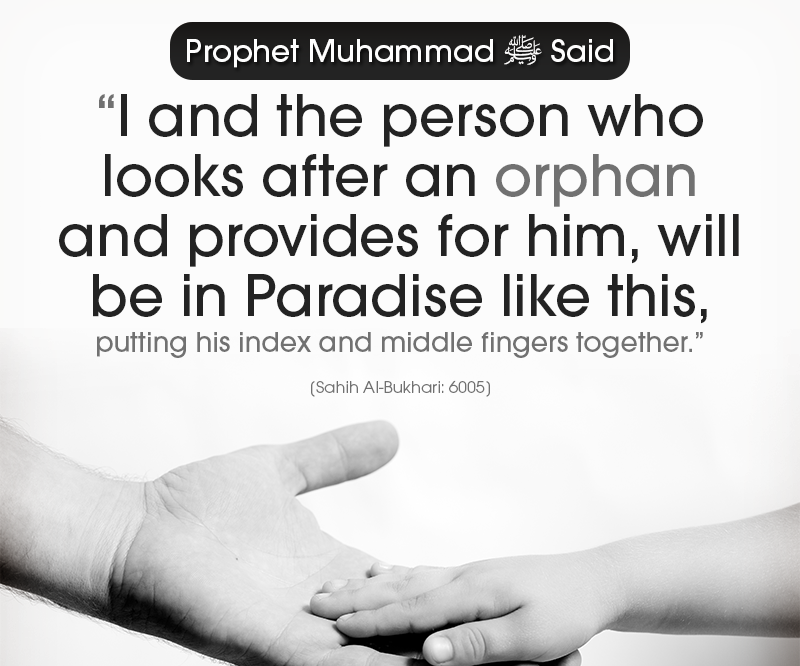 Prophet Muhammad ﷺ Said
“I and the person who
looks after an orphan
and provides for him, will
be in Paradise like this,
putting his index and middle fingers together.”
(Sahih Al-Bukhari: 6005)